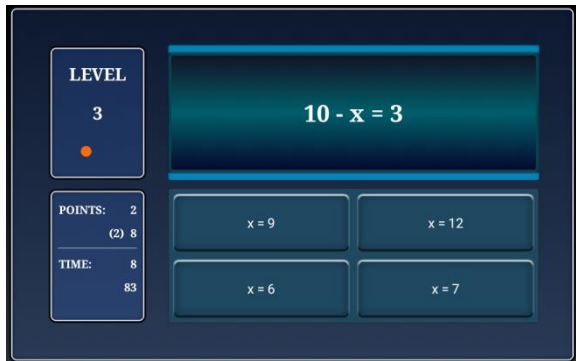 LEVEL
3
10 - x = 3
POINTS: 2
(2) 8
TIME: 8
83
x = 9
x = 12
x = 6
x = 7